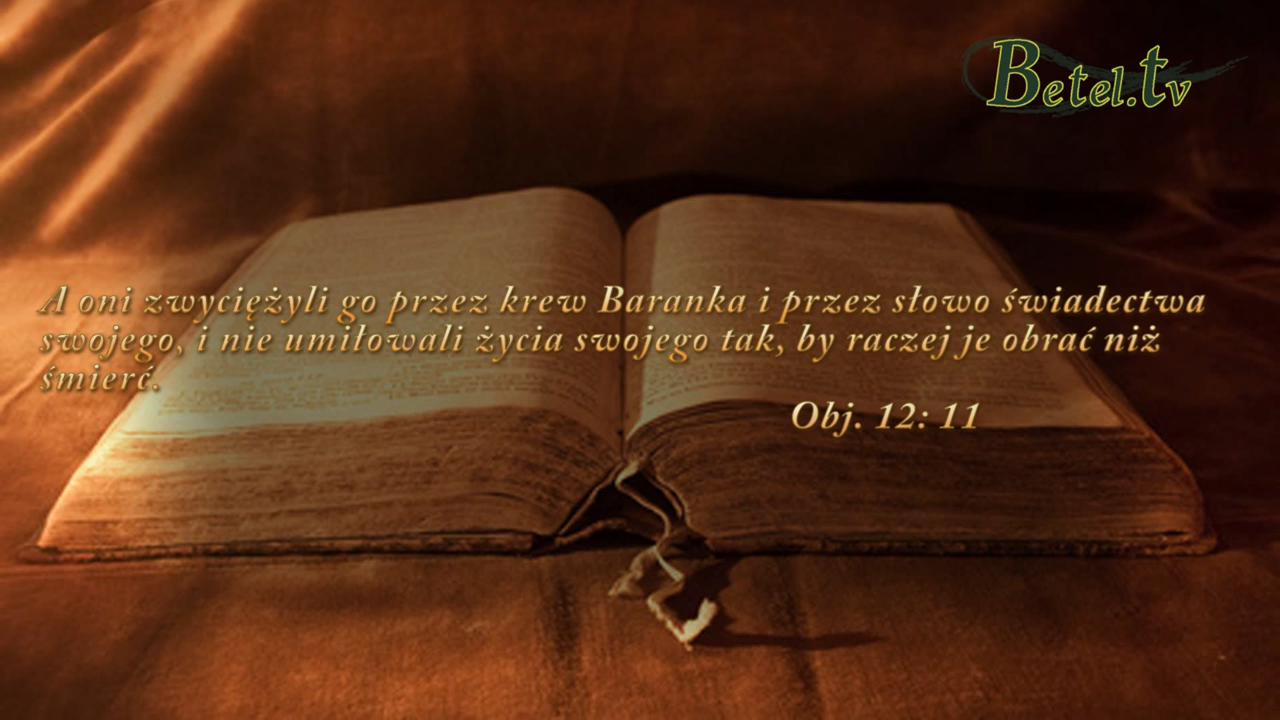 Betel.tv
A oni zwyciężyli go przez krew Baranka i przez słowo świadectwa
swojego, i nie umiłowali życia swojego tak, by raczej je obrać niż
śmierć.
Obj. 12: 11